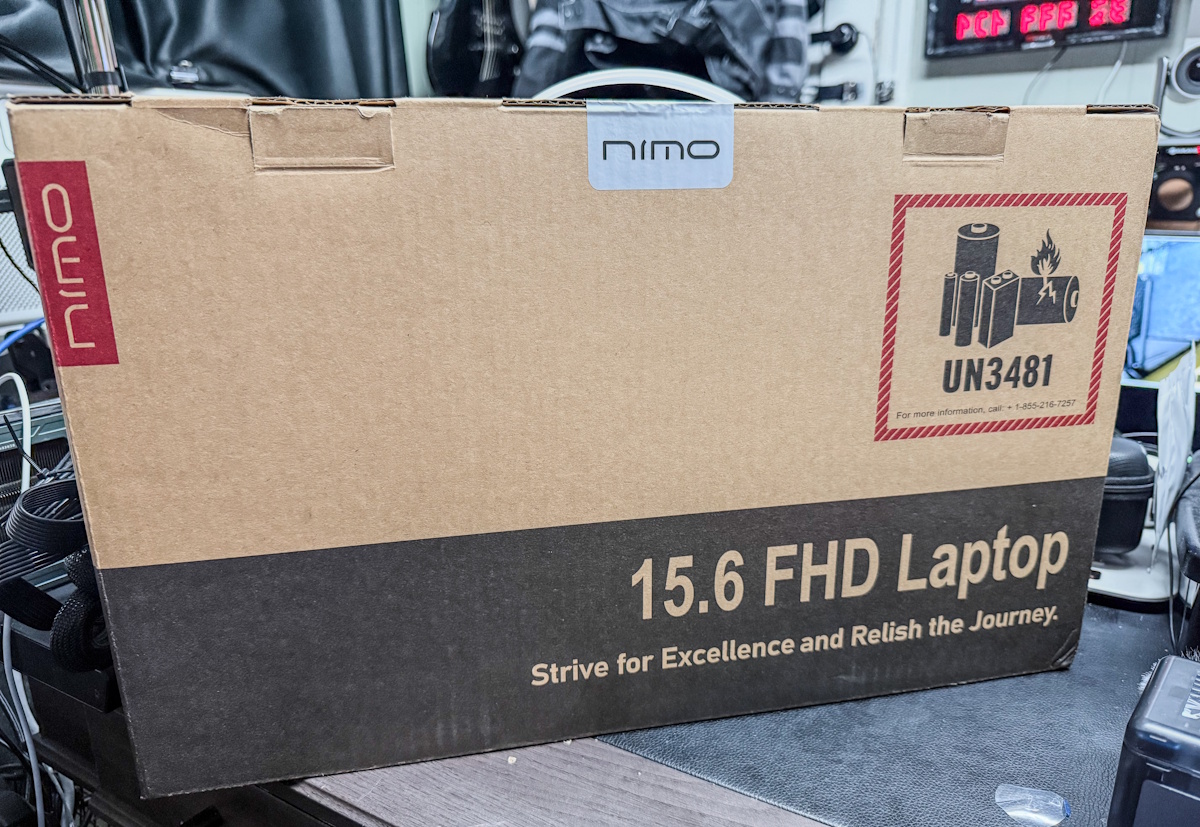 nimo
nimo
UN3481
For more information, call: + 1-855-216-7257
15.6 FHD Laptop
Strive for Excellence and Relish the Journey.